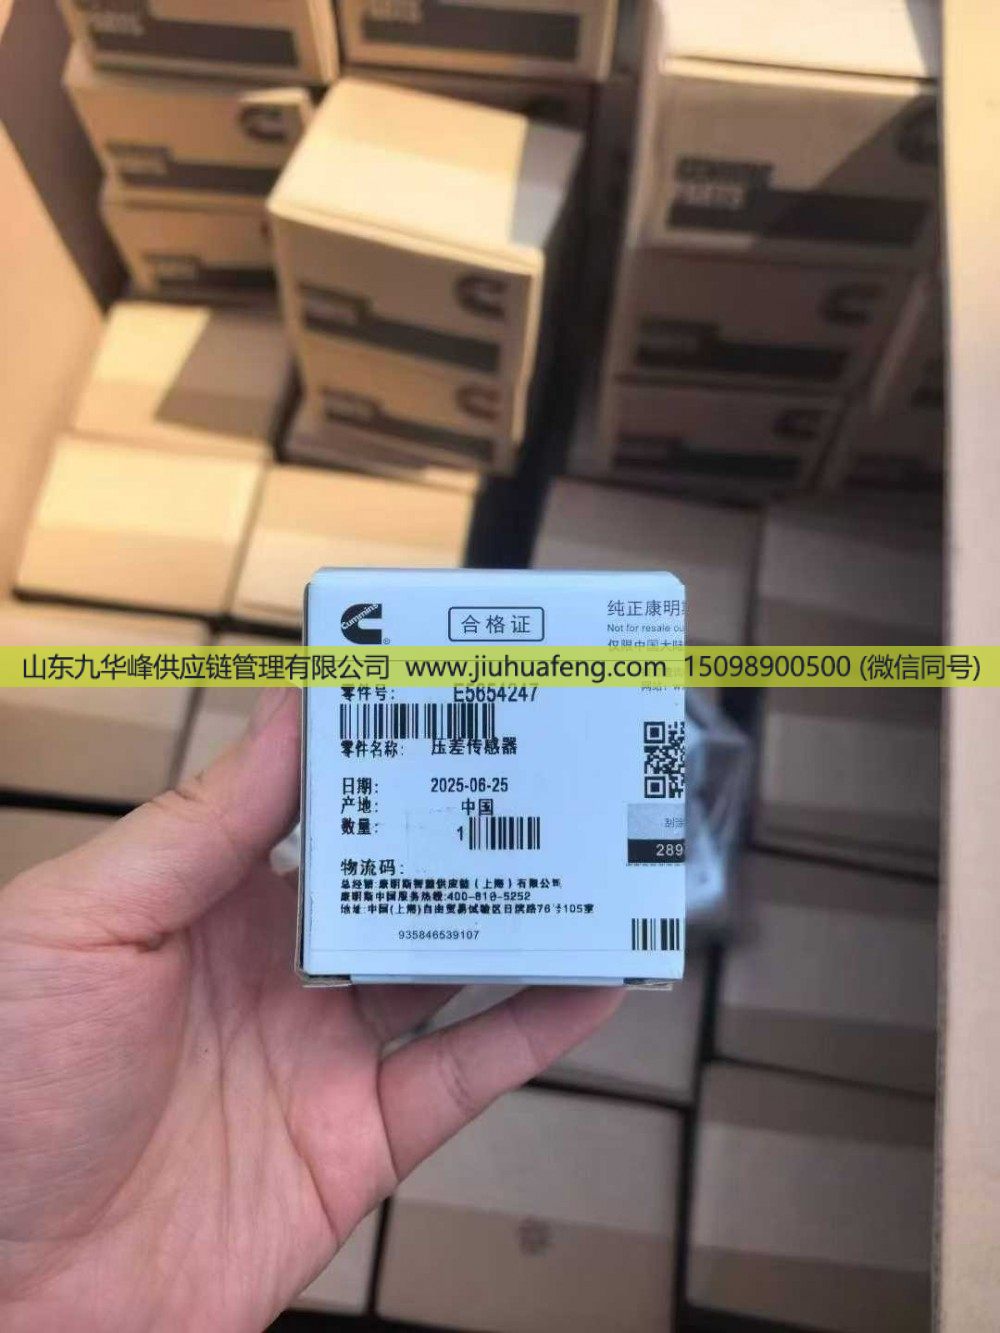 PARTS
GENUINE
PARTS
Cummins
合格证
纯正康明
Not for resale ou
仅限中国大陆
山东九华峰供应链管理有限公司 www.jiuhuafeng.com 15098900500 (微信同号)
零件号: E5654247
零件名称: 压差传感器
日期: 2025-06-25
产地: 中国
数量: 1
刮涂
289
物流码:
总经销:康明斯智慧供应链(上海)有限公司
康明斯中国服务热线:400-810-5252
地址:中国(上海)自由贸易试验区日滨路76号105室
935846539107